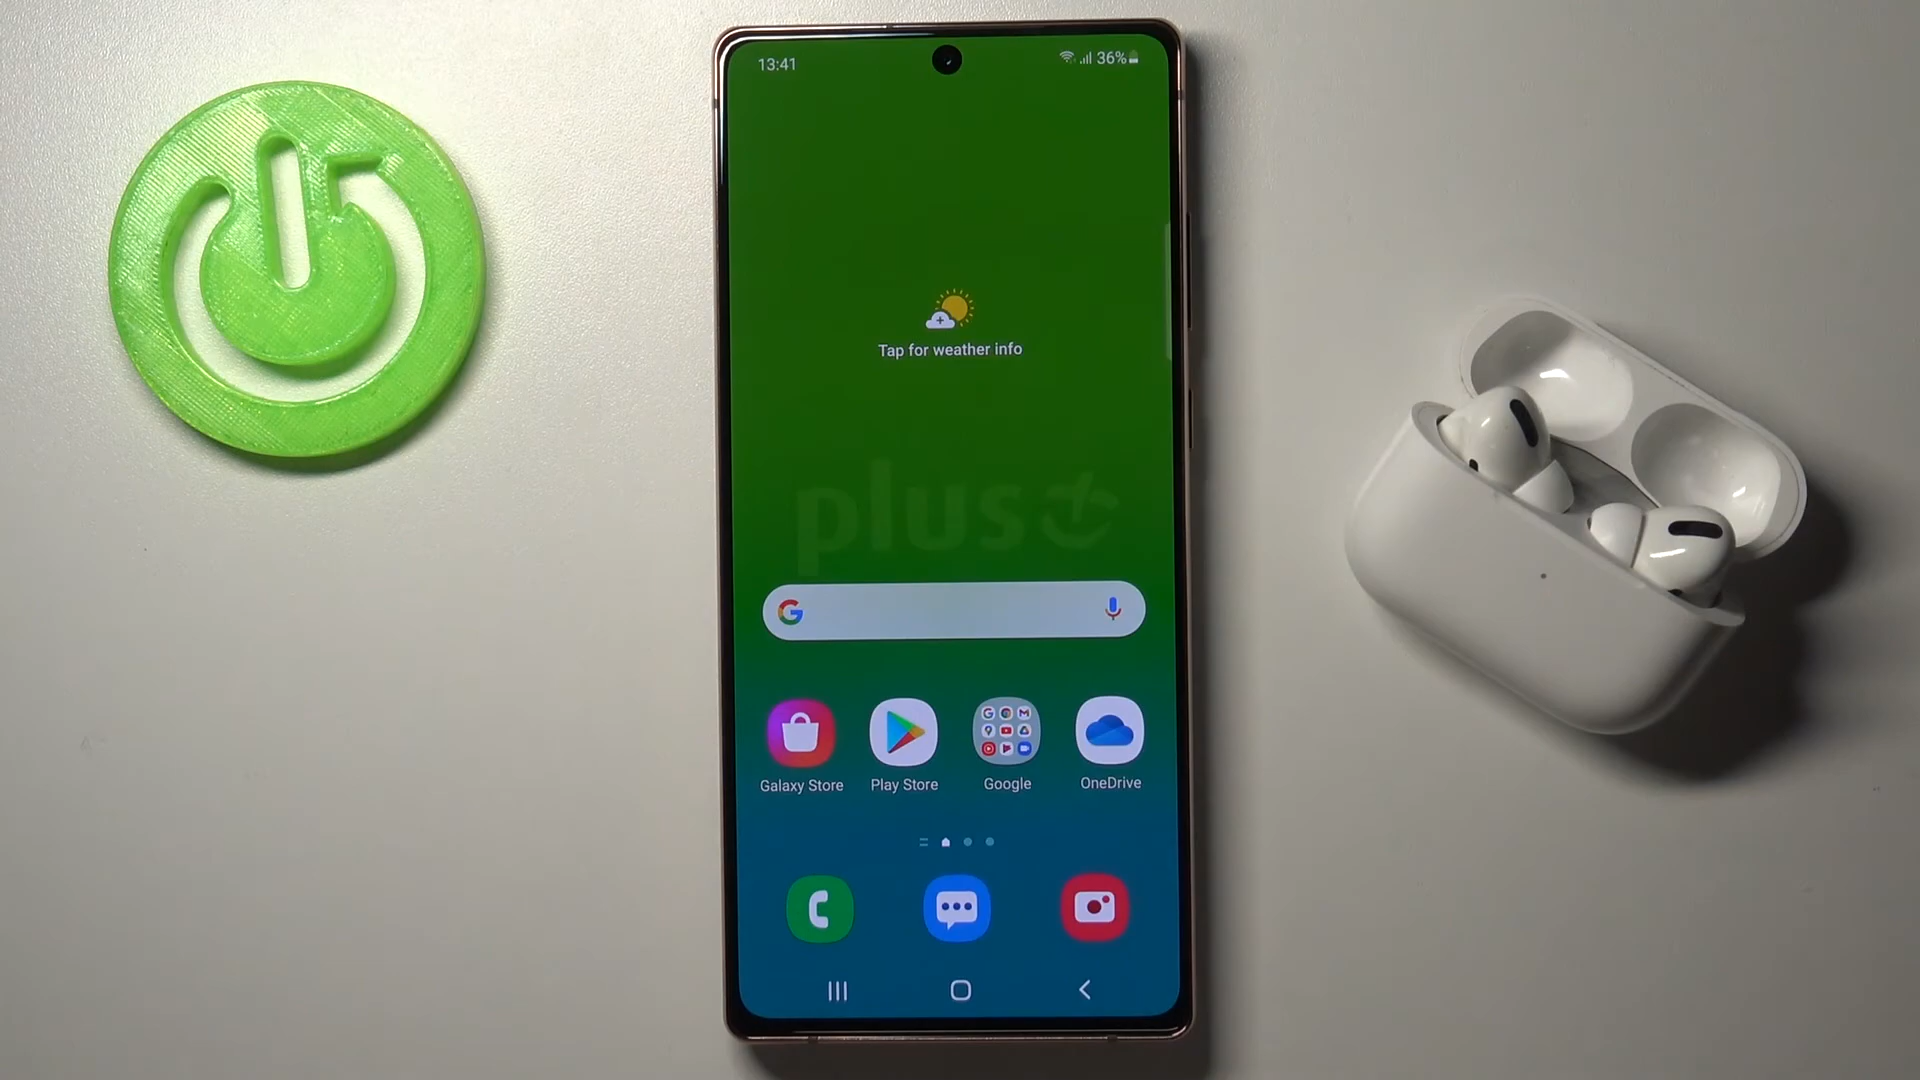 13:41
36%
Tap for weather info
plus
Galaxy Store
Play Store
Google
OneDrive